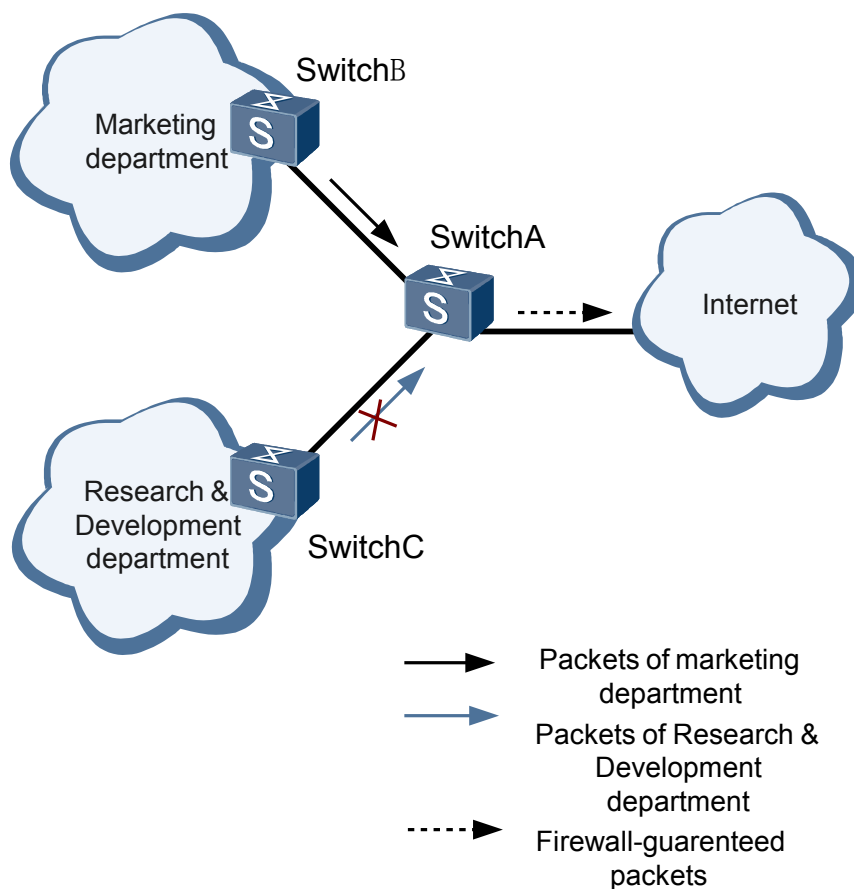 SwitchB
Marketing
department
S
SwitchA
S
Internet
Research &
Development
department
S
SwitchC
Packets of marketing
department
Packets of Research &
Development
department
Firewall-guarenteed
packets